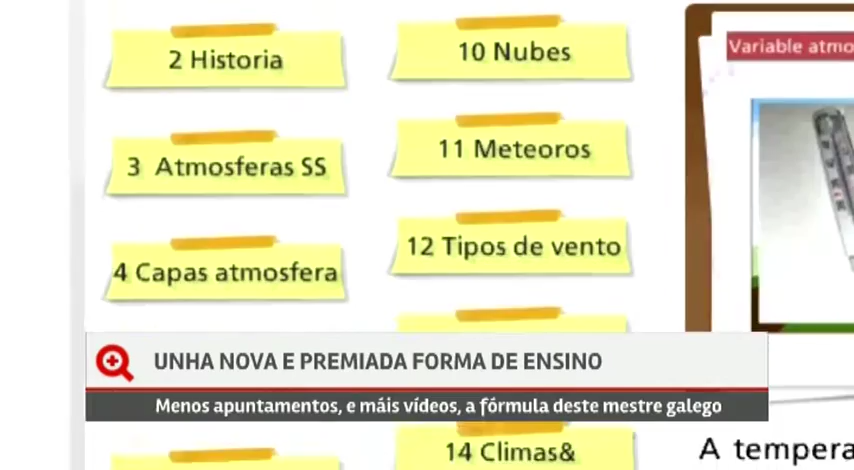 2 Historia
3 Atmosferas SS
4 Capas atmosfera
10 Nubes
11 Meteoros
12 Tipos de vento
14 Climas&
Variable atmo
A tempera
UNHA NOVA E PREMIADA FORMA DE ENSINO
Menos apuntamentos, e máis vídeos, a fórmula deste mestre galego